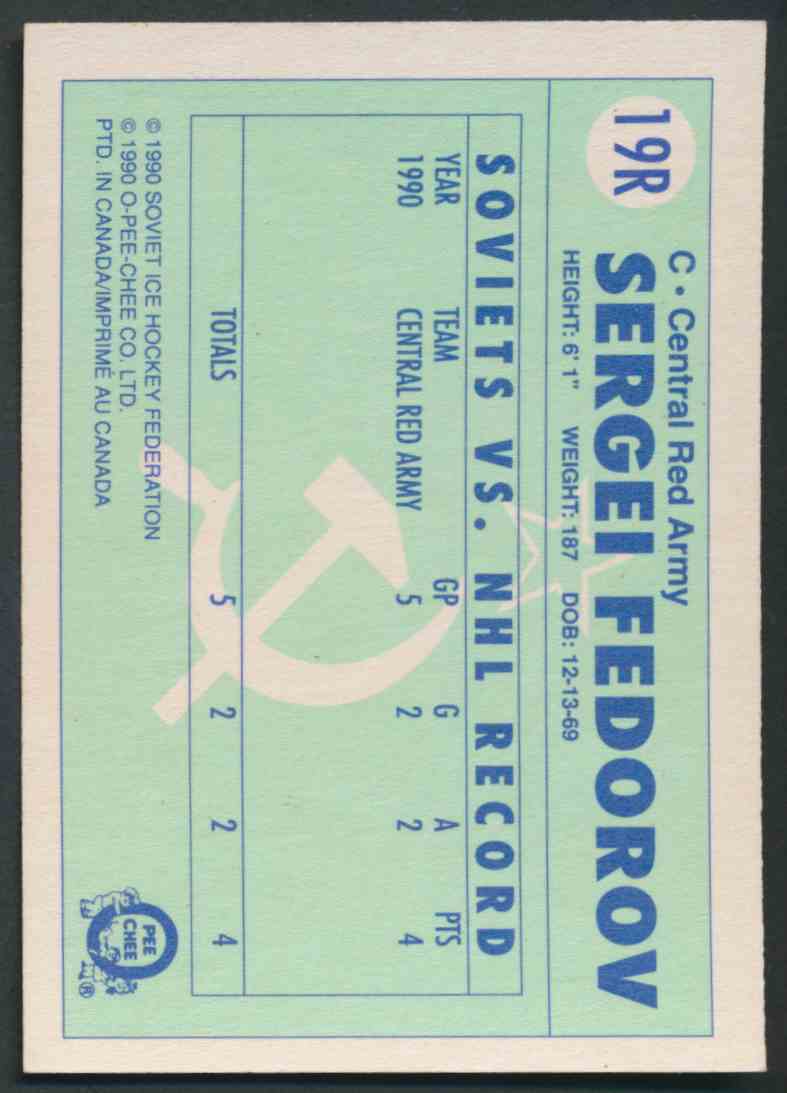 19R
C • Central Red Army
SERGEI FEDOROV
HEIGHT: 6' 1" WEIGHT: 187 DOB: 12-13-69
SOVIETS VS. NHL RECORD
YEAR TEAM GP G A PTS
1990 CENTRAL RED ARMY 5 2 2 4
TOTALS 5 2 2 4
© 1990 SOVIET ICE HOCKEY FEDERATION
© 1990 O-PEE-CHEE CO. LTD.
PTD. IN CANADA/IMPRIMÉ AU CANADA
O
PEE
CHEE
®